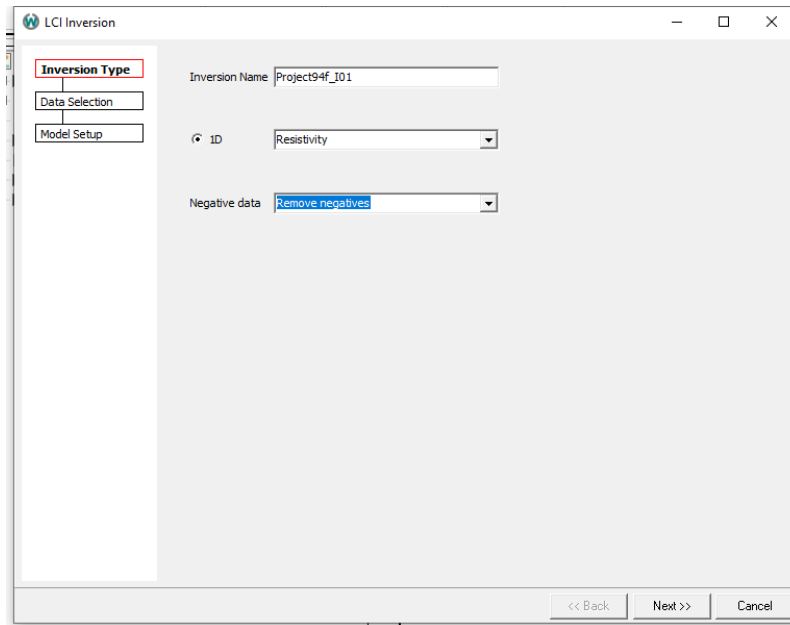 LCI Inversion
Inversion Type
Data Selection
Model Setup
Inversion Name Project94f_I01
1D Resistivity
Negative data Remove negatives
<< Back Next >> Cancel